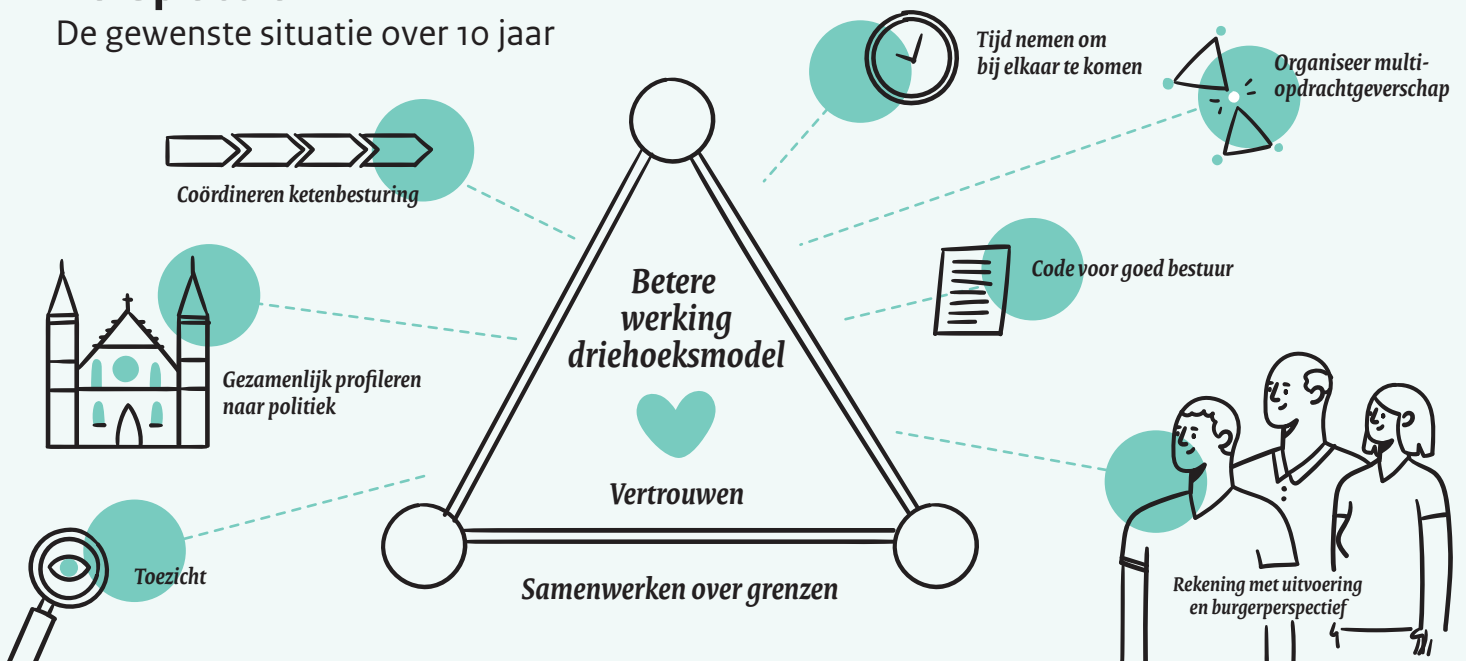 De gewenste situatie over 10 jaar
Tijd nemen om
bij elkaar te komen
Organiseer multi-
opdrachtgeverschap
Coördineren ketenbesturing
Code voor goed bestuur
Betere
werking
driehoeksmodel
Gezamenlijk profileren
naar politiek
Vertrouwen
Toezicht
Samenwerken over grenzen
Rekening met uitvoering
en burgerperspectief